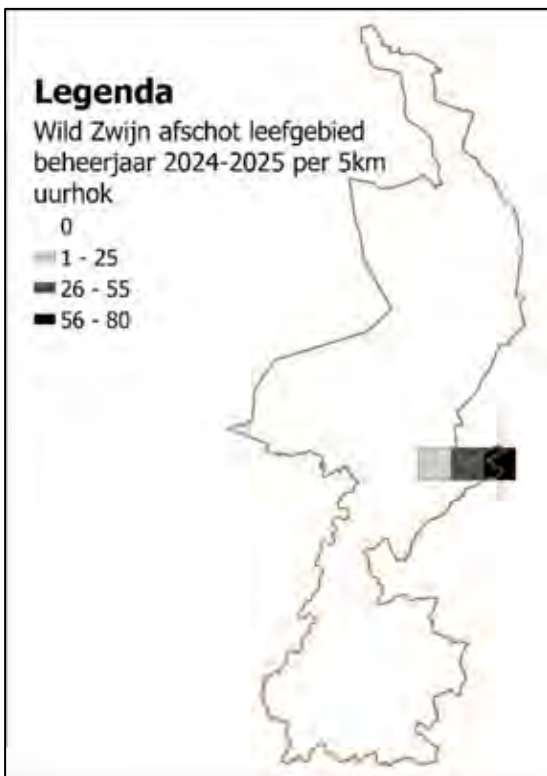 Legenda
Wild Zwijn afschot leefgebied
beheerjaar 2024-2025 per 5km
uurhok
0
1 - 25
26 - 55
56 - 80